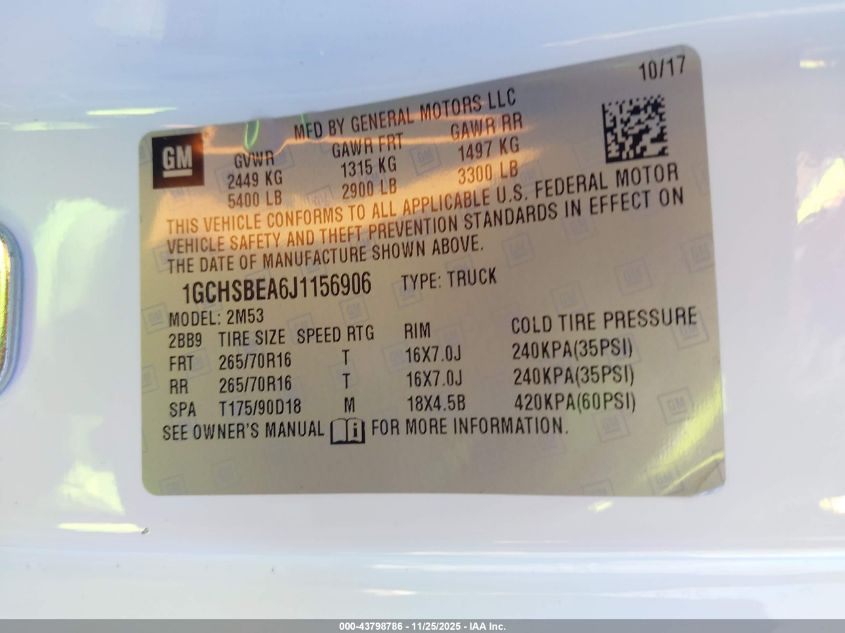 10/17
MFD BY GENERAL MOTORS LLC
GM
GVWR GAWR FRT GAWR RR
2449 KG 1315 KG 1497 KG
5400 LB 2900 LB 3300 LB
THIS VEHICLE CONFORMS TO ALL APPLICABLE U.S. FEDERAL MOTOR
VEHICLE SAFETY AND THEFT PREVENTION STANDARDS IN EFFECT ON
THE DATE OF MANUFACTURE SHOWN ABOVE.
1GCHSBEA6J1156906 TYPE: TRUCK
MODEL: 2M53
2BB9 TIRE SIZE SPEED RTG RIM COLD TIRE PRESSURE
FRT 265/70R16 T 16X7.0J 240KPA(35PSI)
RR 265/70R16 T 16X7.0J 240KPA(35PSI)
SPA T175/90D18 M 18X4.5B 420KPA(60PSI)
SEE OWNER'S MANUAL i FOR MORE INFORMATION.
000-43798786 - 11/25/2025 - IAA Inc.